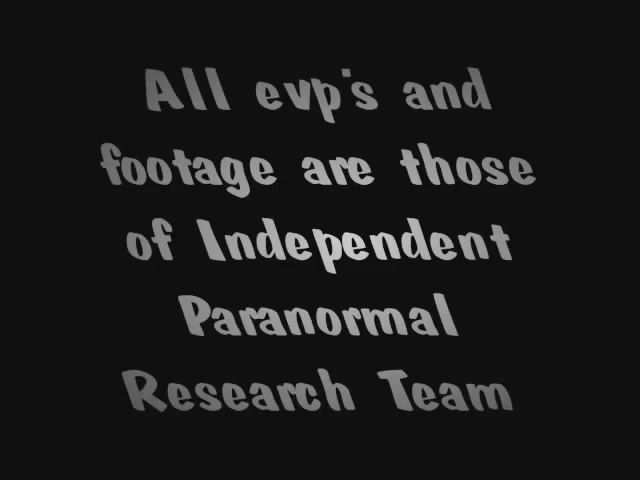 All evp's and
footage are those
of Independent
Paranormal
Research Team